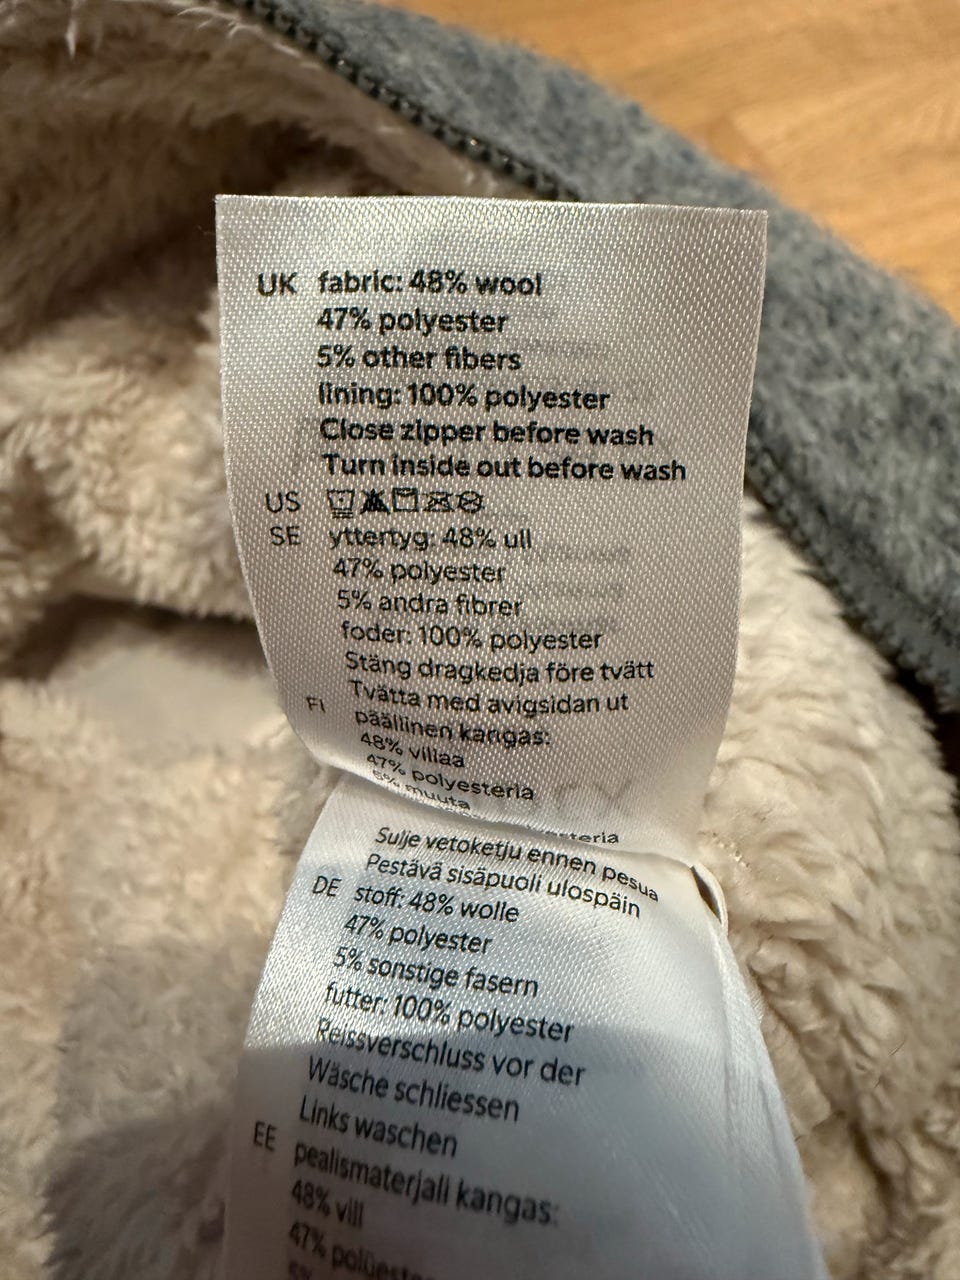 UK fabric: 48% wool
47% polyester
5% other fibers
lining: 100% polyester
Close zipper before wash
Turn inside out before wash
US
SE yttertyg: 48% ull
47% polyester
5% andra fibrer
foder: 100% polyester
Stäng dragkedja före tvätt
Tvätta med avigsidan ut
FI päällinen kangas:
48% villaa
47% polyesteria
5% muuta
Sulje vetoketju ennen pesua
Pestävä sisäpuoli ulospäin
DE stoff: 48% wolle
47% polyester
5% sonstige fasern
futter: 100% polyester
Reissverschluss vor der
Wäsche schliessen
Links waschen
EE pealismaterjali kangas:
48% vill
47%